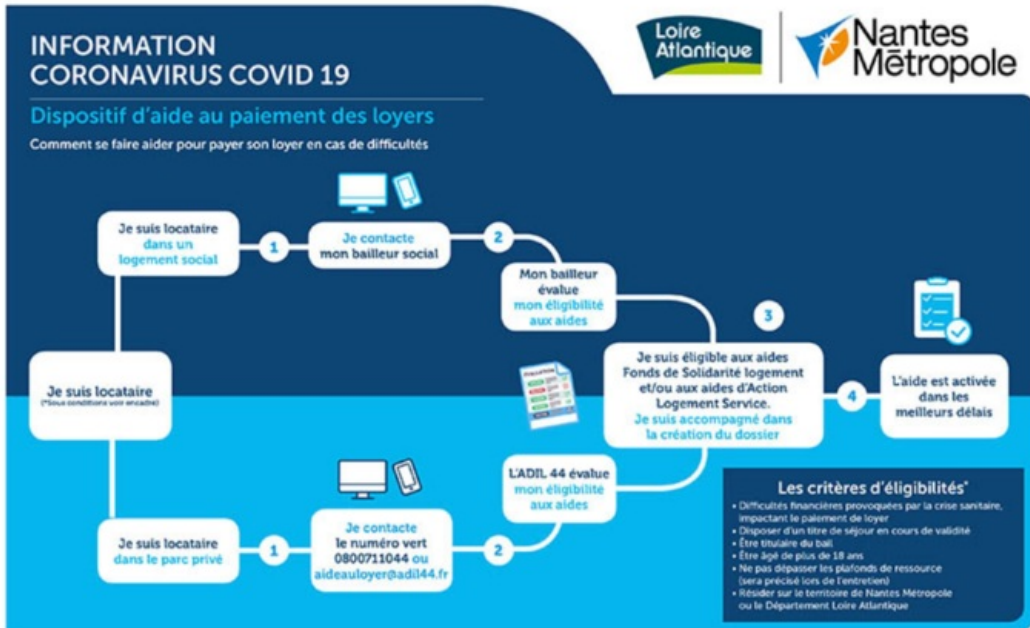 INFORMATION
CORONAVIRUS COVID 19
Dispositif d'aide au paiement des loyers
Comment se faire aider pour payer son loyer en cas de difficultés
Loire
Atlantique
Nantes
Métropole
Je suis locataire
(*Sous conditions voir encadré)
Je suis locataire
dans un
logement social
1
Je contacte
mon bailleur social
2
Mon bailleur
évalue
mon éligibilité
aux aides
Je suis locataire
dans le parc privé
1
Je contacte
le numéro vert
0800711044 ou
aideauloyer@adil44.fr
2
L'ADIL 44 évalue
mon éligibilité
aux aides
3
Je suis éligible aux aides
Fonds de Solidarité logement
et/ou aux aides d'Action
Logement Service.
Je suis accompagné dans
la création du dossier
4
L'aide est activée
dans les
meilleurs délais
Les critères d'éligibilités*
• Difficultés financières provoquées par la crise sanitaire,
impactant le paiement de loyer
• Disposer d'un titre de séjour en cours de validité
• Être titulaire du bail
• Être âgé de plus de 18 ans
• Ne pas dépasser les plafonds de ressource
(sera précisé lors de l'entretien)
• Résider sur le territoire de Nantes Métropole
ou le Département Loire Atlantique